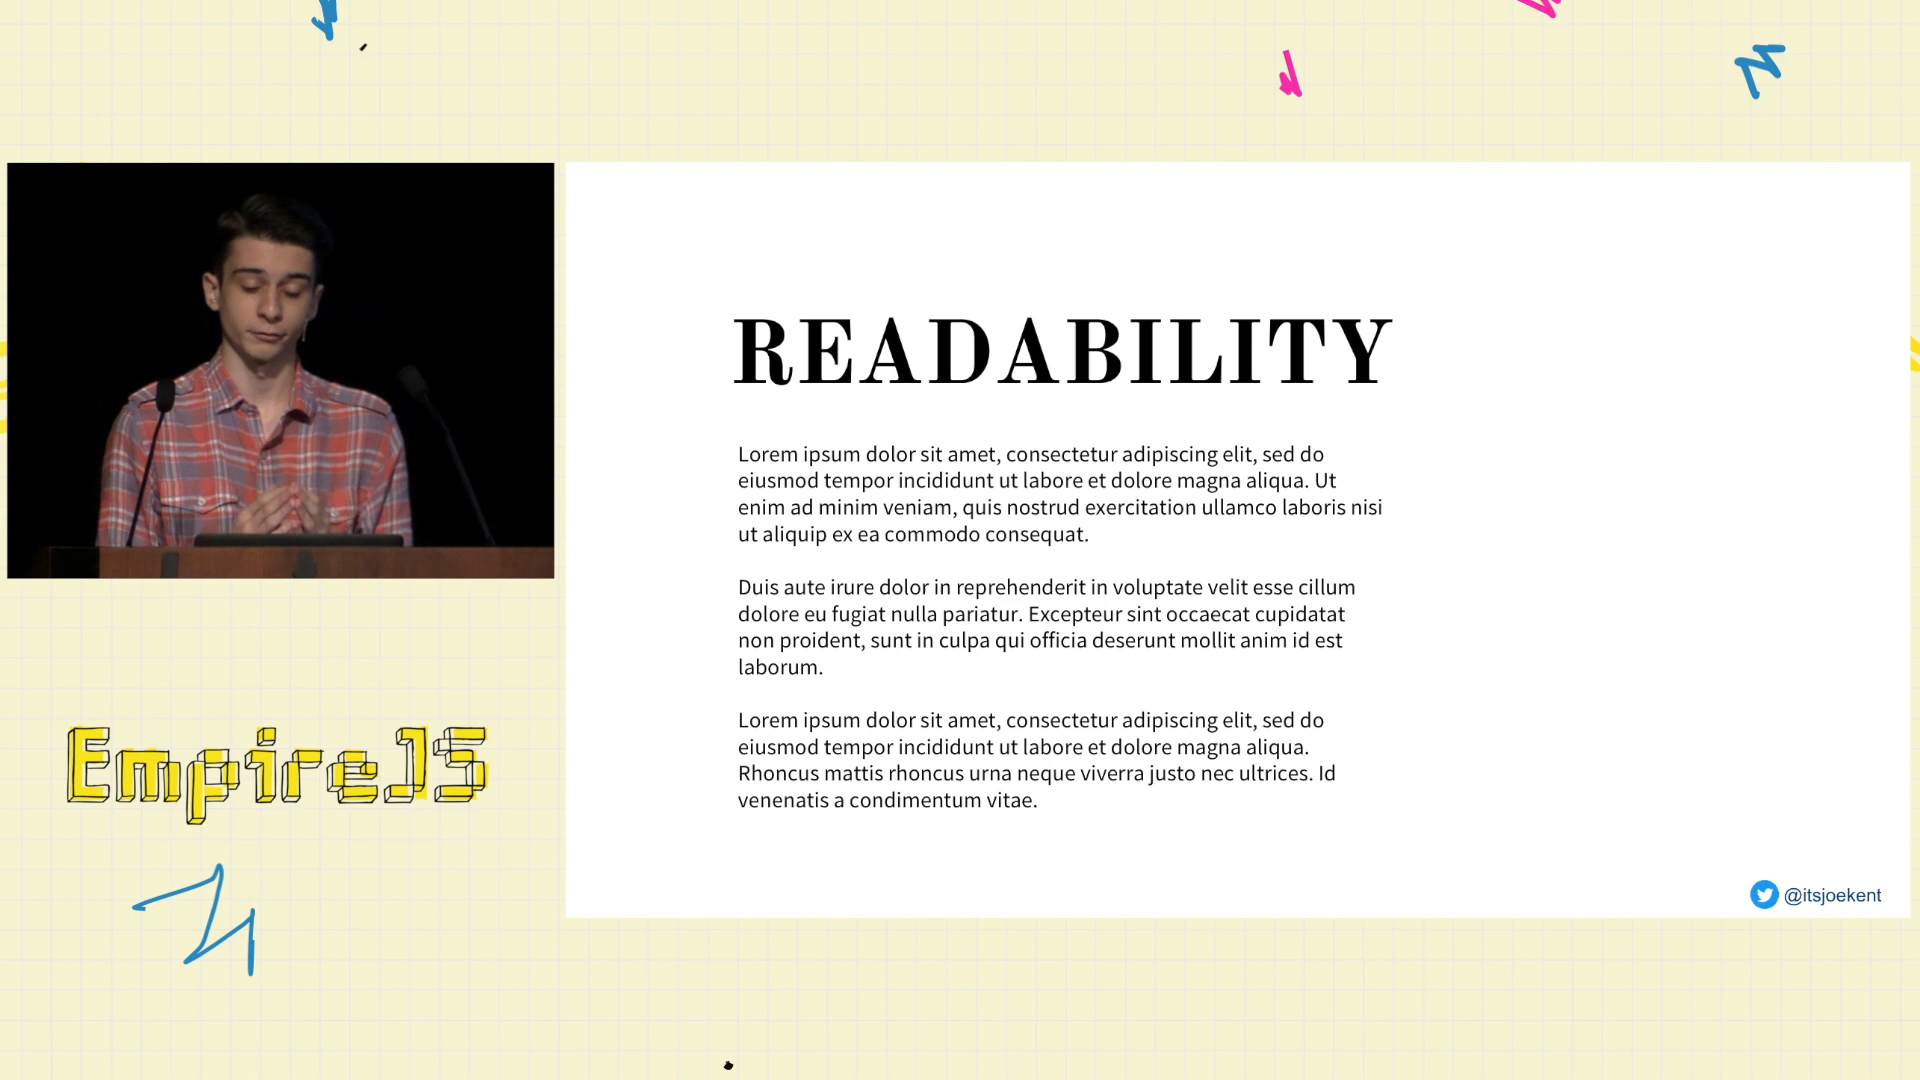 READABILITY
Lorem ipsum dolor sit amet, consectetur adipiscing elit, sed do
eiusmod tempor incididunt ut labore et dolore magna aliqua. Ut
enim ad minim veniam, quis nostrud exercitation ullamco laboris nisi
ut aliquip ex ea commodo consequat.
Duis aute irure dolor in reprehenderit in voluptate velit esse cillum
dolore eu fugiat nulla pariatur. Excepteur sint occaecat cupidatat
non proident, sunt in culpa qui officia deserunt mollit anim id est
laborum.
Lorem ipsum dolor sit amet, consectetur adipiscing elit, sed do
eiusmod tempor incididunt ut labore et dolore magna aliqua.
Rhoncus mattis rhoncus urna neque viverra justo nec ultrices. Id
venenatis a condimentum vitae.
@itsjoekent
EmpireJS